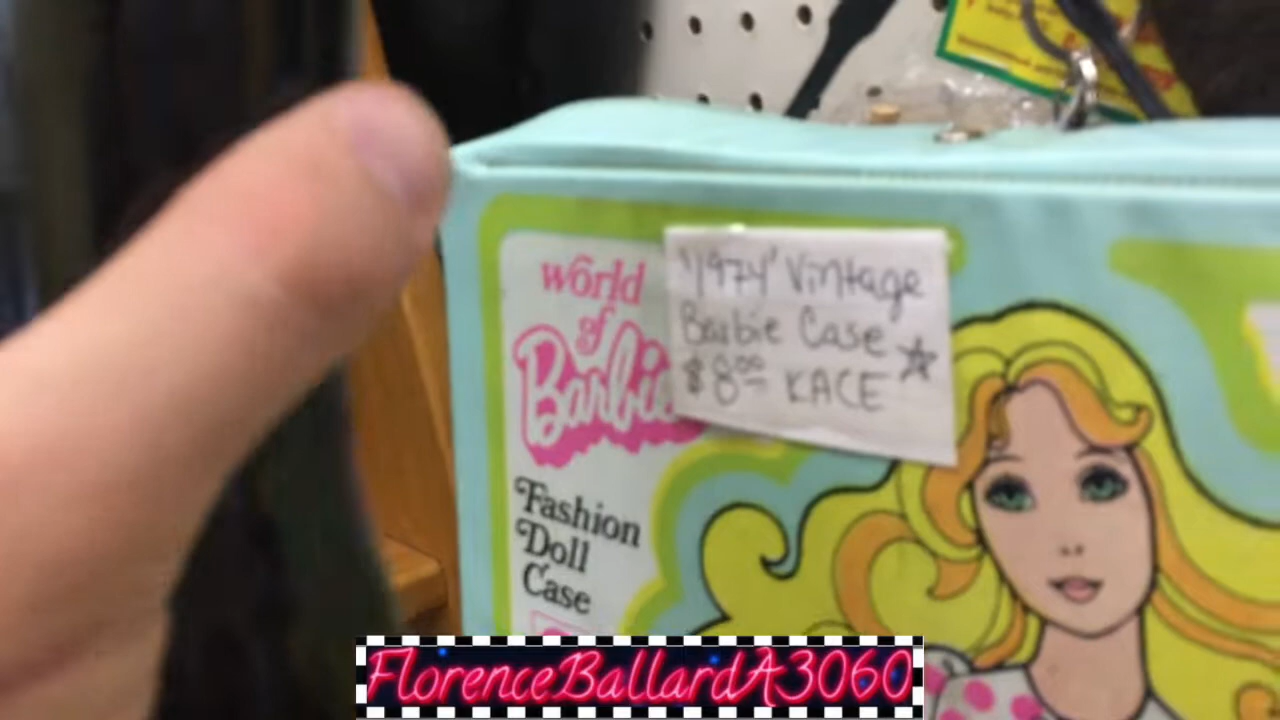 world
of
Barbie
Fashion
Doll
Case
'1974' Vintage
Barbie Case
$8.00 KACE
FlorenceBallardA3060